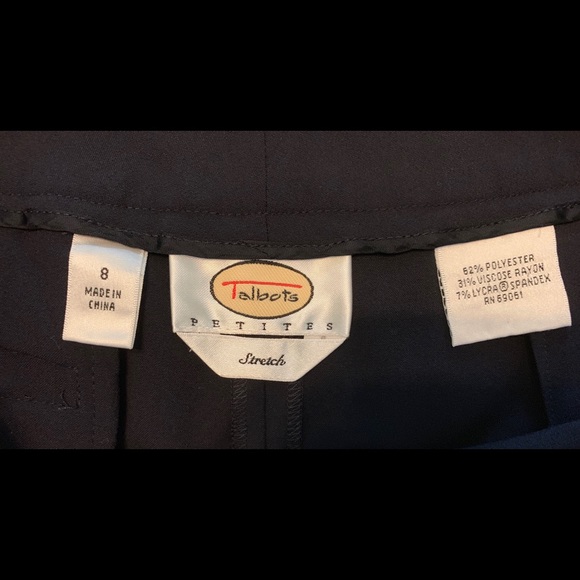 8
MADE IN
CHINA
Talbots
PETITES
Stretch
62% POLYESTER
31% VISCOSE RAYON
7% LYCRA® SPANDEX
RN 69061